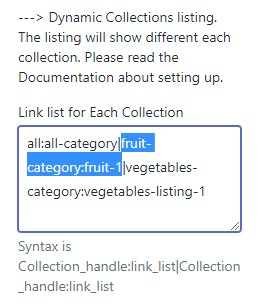 ---> Dynamic Collections listing.
The listing will show different each
collection. Please read the
Documentation about setting up.
Link list for Each Collection
all:all-category|fruit-
category:fruit-1|vegetables-
category:vegetables-listing-1
Syntax is
Collection_handle:link_list|Collection
_handle:link_list